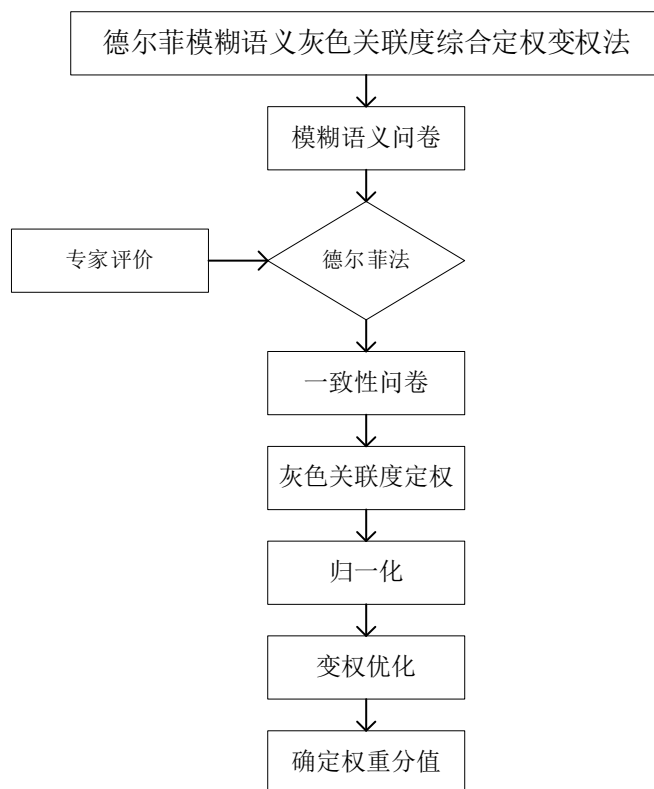 德尔菲模糊语义灰色关联度综合定权变权法
模糊语义问卷
专家评价
德尔菲法
一致性问卷
灰色关联度定权
归一化
变权优化
确定权重分值